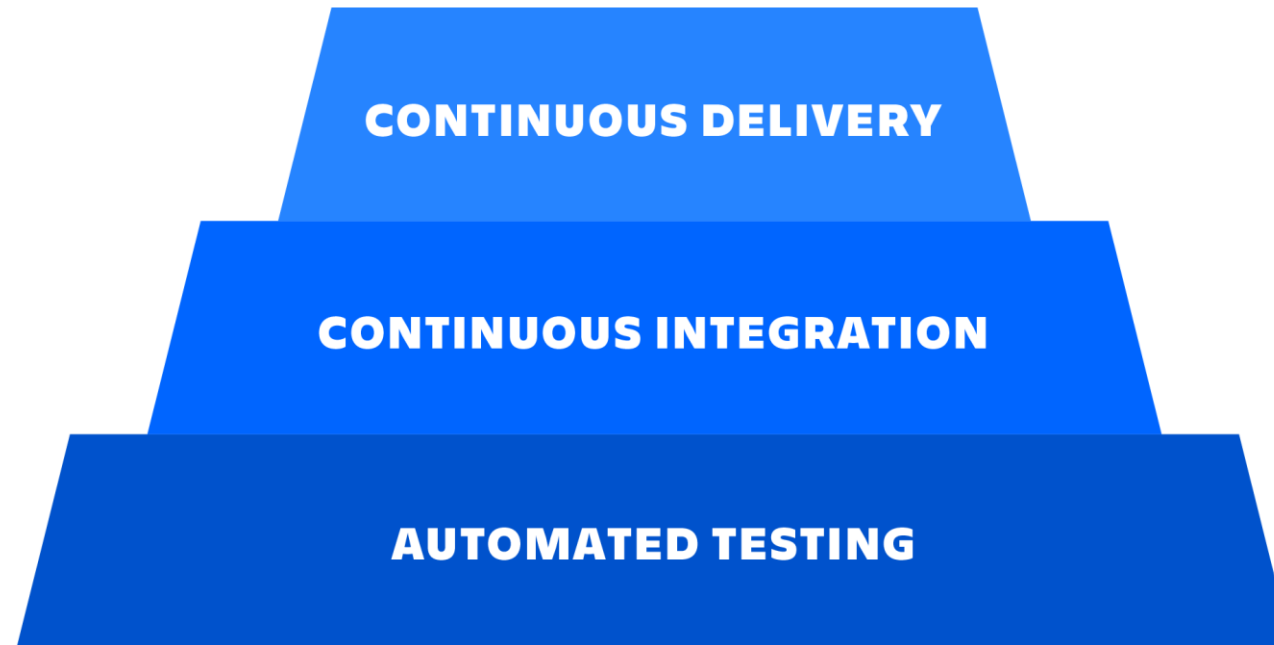 CONTINUOUS DELIVERY
CONTINUOUS INTEGRATION
AUTOMATED TESTING